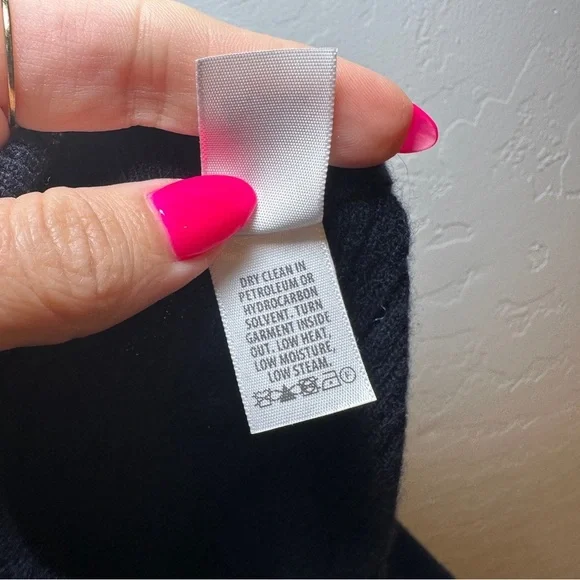 DRY CLEAN IN
PETROLEUM OR
HYDROCARBON
SOLVENT. TURN
GARMENT INSIDE
OUT. LOW HEAT,
LOW MOISTURE,
LOW STEAM.
F